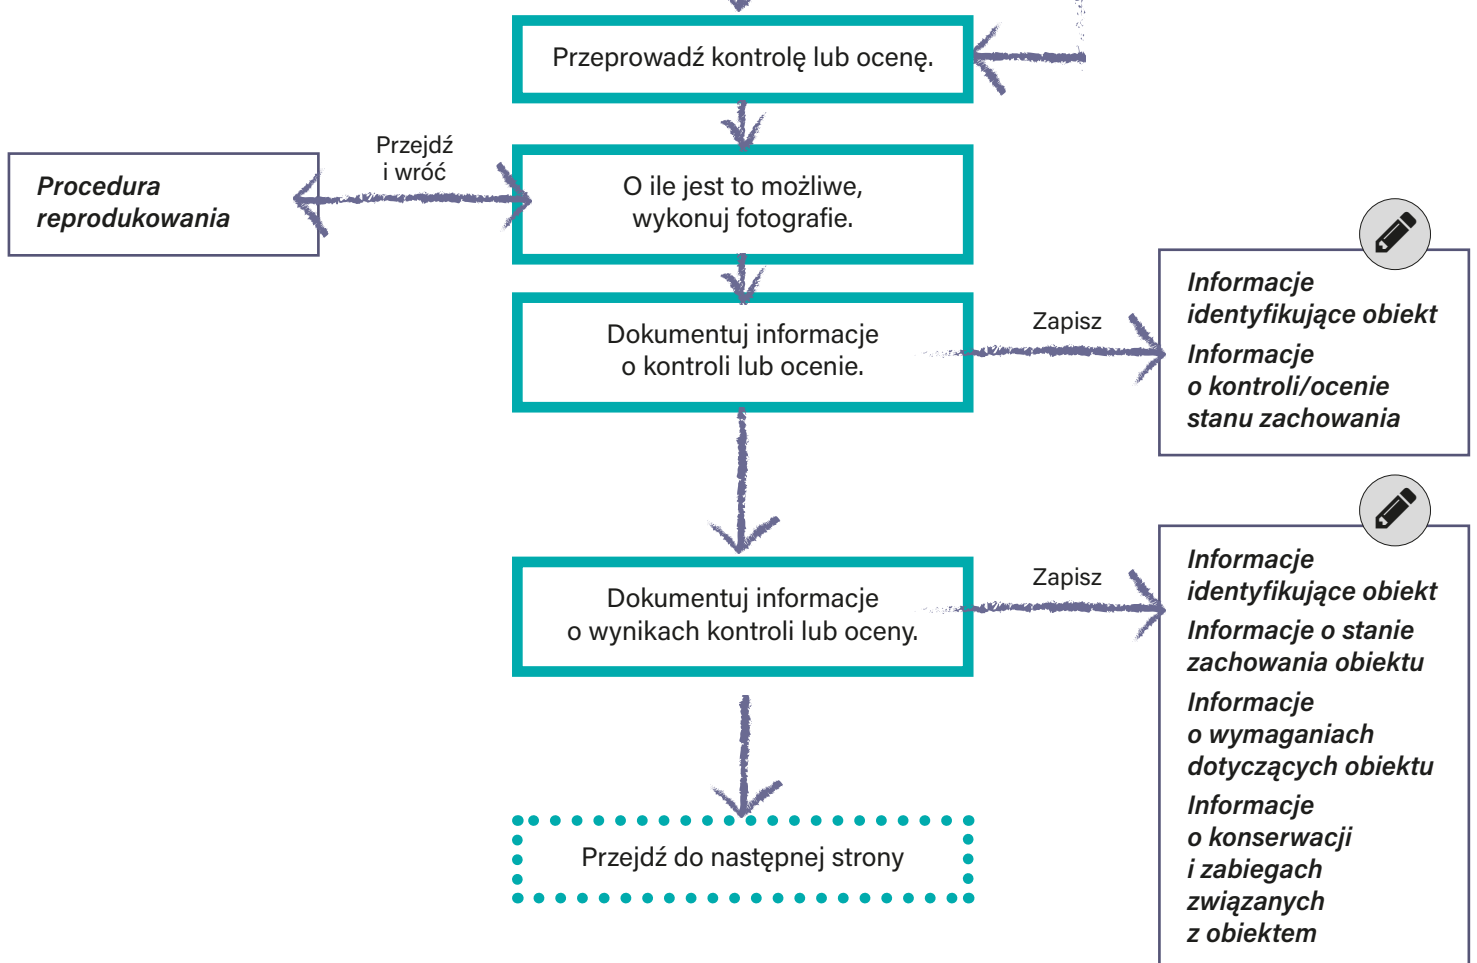 Przeprowadź kontrolę lub ocenę.
Przejdź
i wróć
Procedura
reprodukowania
O ile jest to możliwe,
wykonuj fotografie.
Dokumentuj informacje
o kontroli lub ocenie.
Zapisz
Informacje
identyfikujące obiekt
Informacje
o kontroli/ocenie
stanu zachowania
Dokumentuj informacje
o wynikach kontroli lub oceny.
Zapisz
Informacje
identyfikujące obiekt
Informacje o stanie
zachowania obiektu
Informacje
o wymaganiach
dotyczących obiektu
Informacje
o konserwacji
i zabiegach
związanych
z obiektem
Przejdź do następnej strony